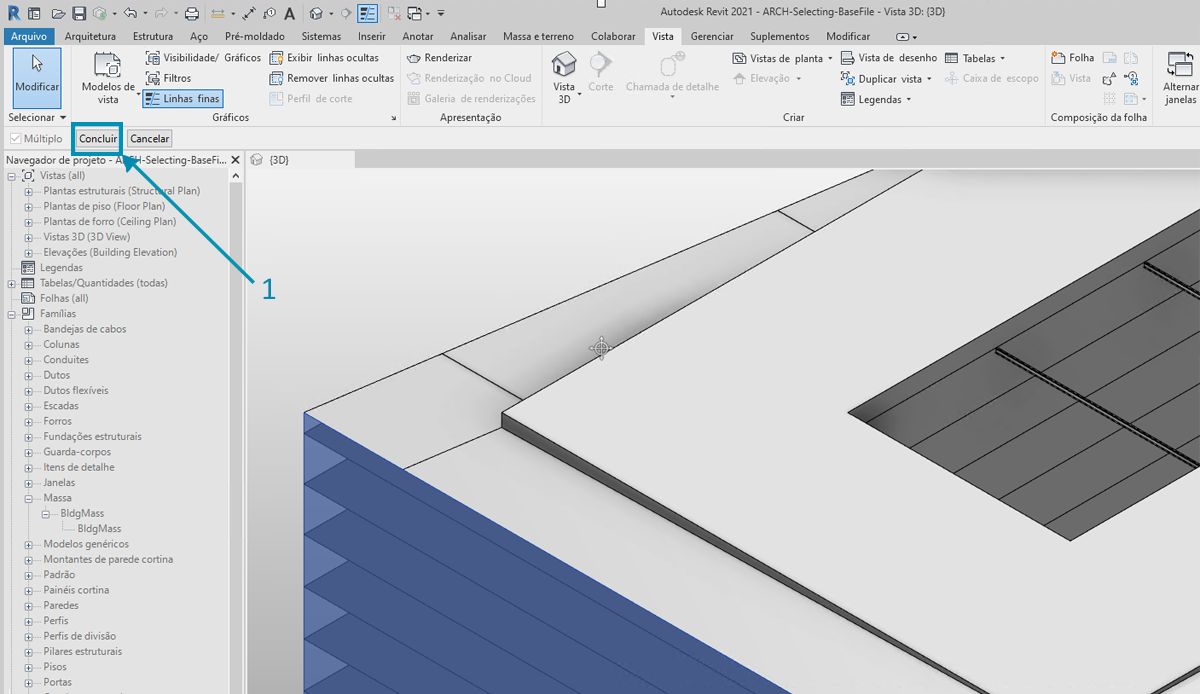 Autodesk Revit 2021 - ARCH-Selecting-BaseFile - Vista 3D: {3D}
Arquivo Arquitetura Estrutura Aço Pré-moldado Sistemas Inserir Anotar Analisar Massa e terreno Colaborar Vista Gerenciar Suplementos Modificar
Modificar
Selecionar
Modelos de vista
Visibilidade/ Gráficos
Filtros
Linhas finas
Exibir linhas ocultas
Remover linhas ocultas
Perfil de corte
Gráficos
Renderizar
Renderização no Cloud
Galeria de renderizações
Apresentação
Vista 3D
Corte
Chamada de detalhe
Vistas de planta
Elevação
Vista de desenho
Duplicar vista
Legendas
Tabelas
Caixa de escopo
Criar
Folha
Vista
Composição da folha
Alternar janelas
Múltiplo Concluir Cancelar
Navegador de projeto - ARCH-Selecting-BaseFi...
{3D}
Vistas (all)
Plantas estruturais (Structural Plan)
Plantas de piso (Floor Plan)
Plantas de forro (Ceiling Plan)
Vistas 3D (3D View)
Elevações (Building Elevation)
Legendas
Tabelas/Quantidades (todas)
1
Folhas (all)
Famílias
Bandejas de cabos
Colunas
Conduites
Dutos
Dutos flexíveis
Escadas
Forros
Fundações estruturais
Guarda-corpos
Itens de detalhe
Janelas
Massa
BldgMass
BldgMass
Modelos genéricos
Montantes de parede cortina
Padrão
Painéis cortina
Paredes
Perfis
Perfis de divisão
Pilares estruturais
Pisos
Portas